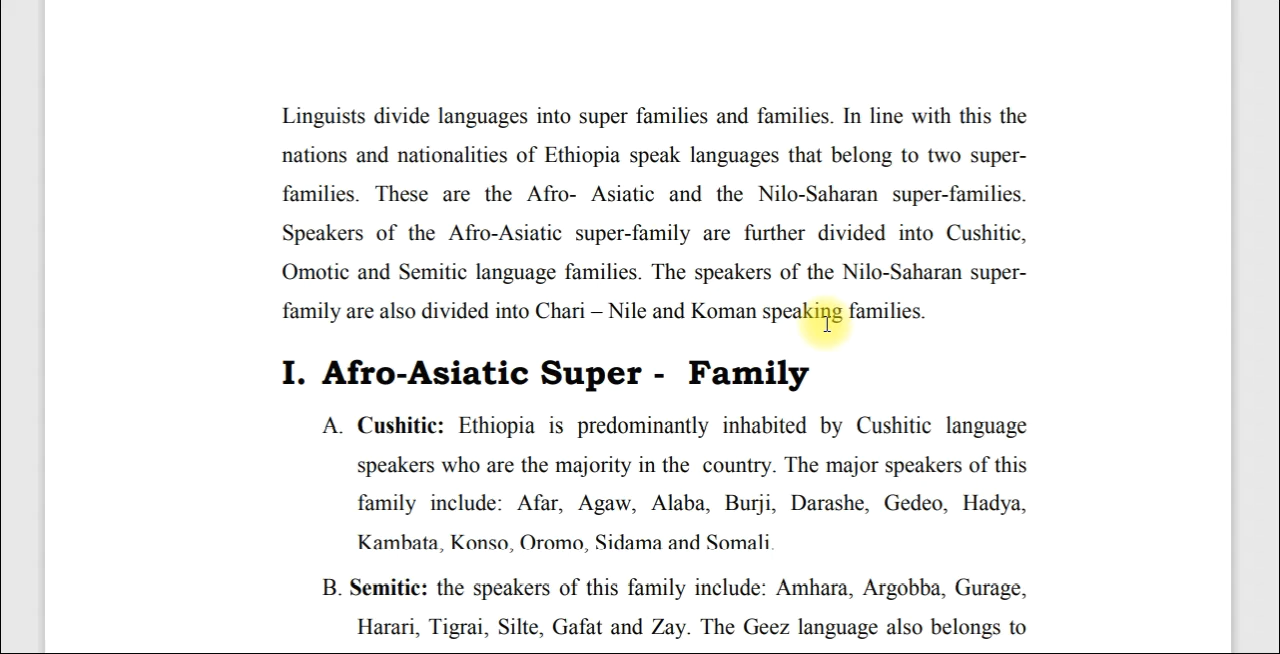 Linguists divide languages into super families and families. In line with this the
nations and nationalities of Ethiopia speak languages that belong to two super-
families. These are the Afro- Asiatic and the Nilo-Saharan super-families.
Speakers of the Afro-Asiatic super-family are further divided into Cushitic,
Omotic and Semitic language families. The speakers of the Nilo-Saharan super-
family are also divided into Chari – Nile and Koman speaking families.
I. Afro-Asiatic Super - Family
A. Cushitic: Ethiopia is predominantly inhabited by Cushitic language
speakers who are the majority in the country. The major speakers of this
family include: Afar, Agaw, Alaba, Burji, Darashe, Gedeo, Hadya,
Kambata, Konso, Oromo, Sidama and Somali.
B. Semitic: the speakers of this family include: Amhara, Argobba, Gurage,
Harari, Tigrai, Silte, Gafat and Zay. The Geez language also belongs to